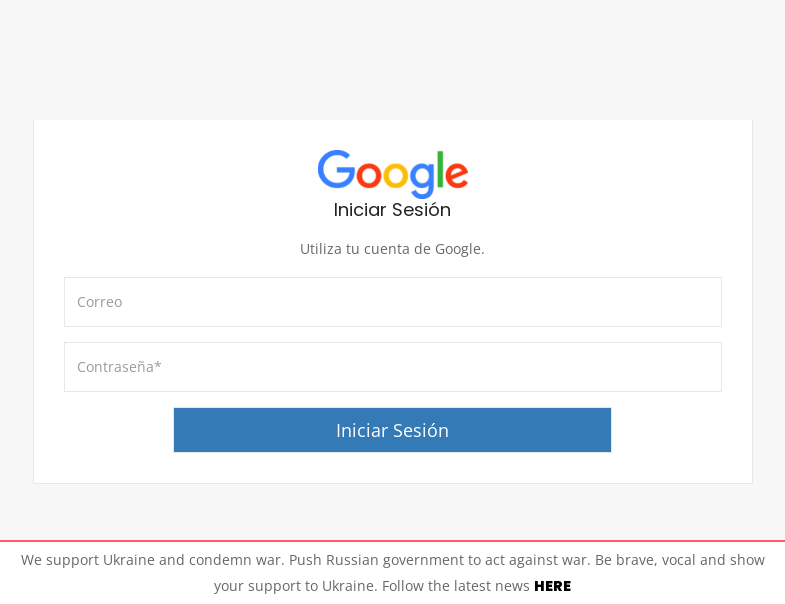 Google
Iniciar Sesión
Utiliza tu cuenta de Google.
Correo
Contraseña*
Iniciar Sesión
We support Ukraine and condemn war. Push Russian government to act against war. Be brave, vocal and show
your support to Ukraine. Follow the latest news HERE